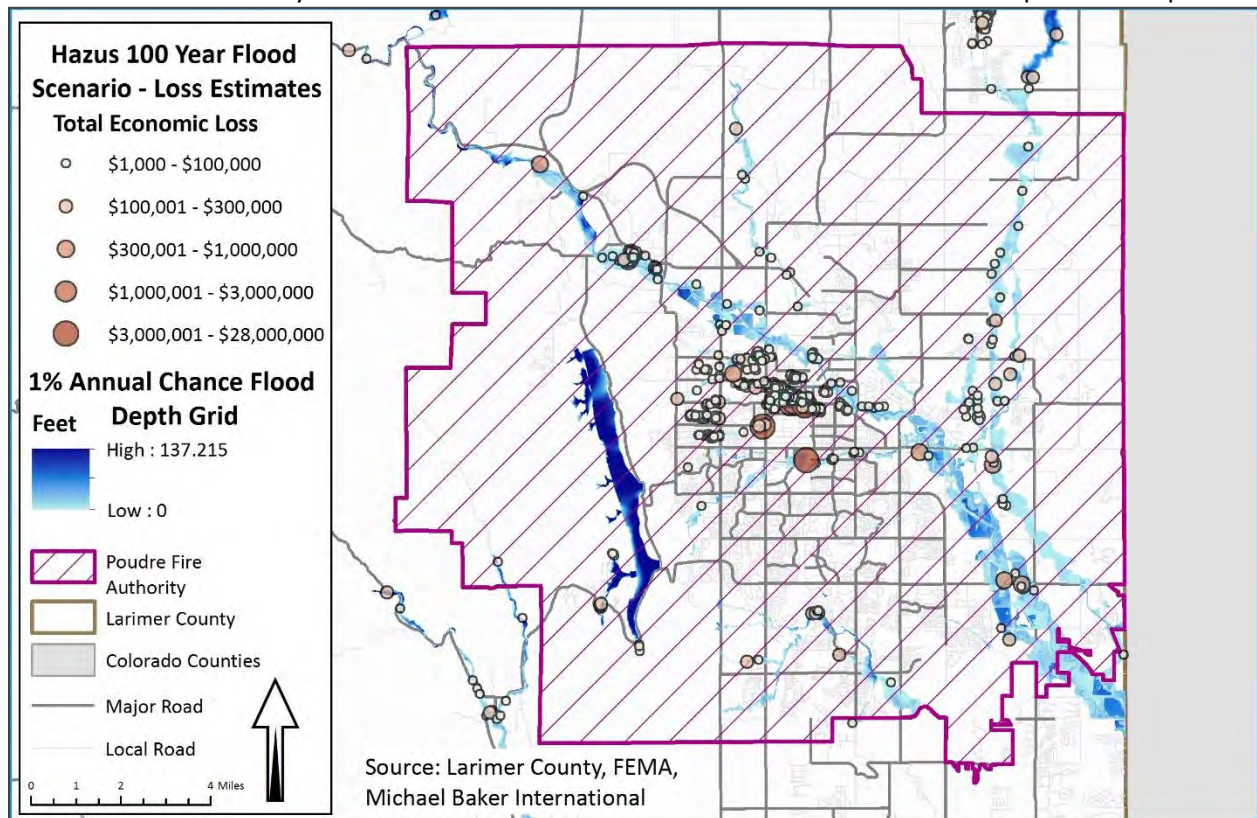 Hazus 100 Year Flood
Scenario - Loss Estimates
Total Economic Loss
$1,000 - $100,000
$100,001 - $300,000
$300,001 - $1,000,000
$1,000,001 - $3,000,000
$3,000,001 - $28,000,000
1% Annual Chance Flood
Depth Grid
Feet
High : 137.215
Low : 0
Poudre Fire
Authority
Larimer County
Colorado Counties
Major Road
Local Road
0 1 2 4 Miles
Source: Larimer County, FEMA,
Michael Baker International